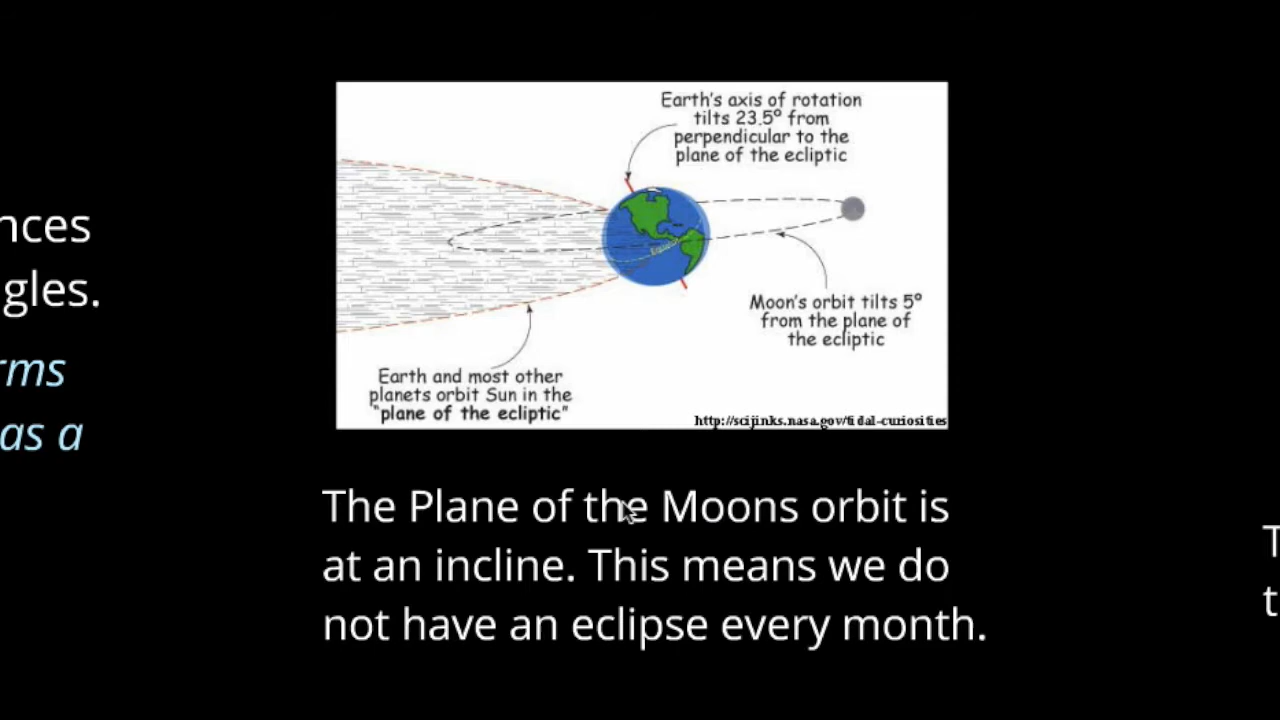 Earth's axis of rotation
tilts 23.5º from
perpendicular to the
plane of the ecliptic
Moon's orbit tilts 5º
from the plane of
the ecliptic
Earth and most other
planets orbit Sun in the
"plane of the ecliptic"
http://scijinks.nasa.gov/tidal-curiosities
nces
gles.
rms
as a
The Plane of the Moons orbit is
at an incline. This means we do
not have an eclipse every month.
T
t